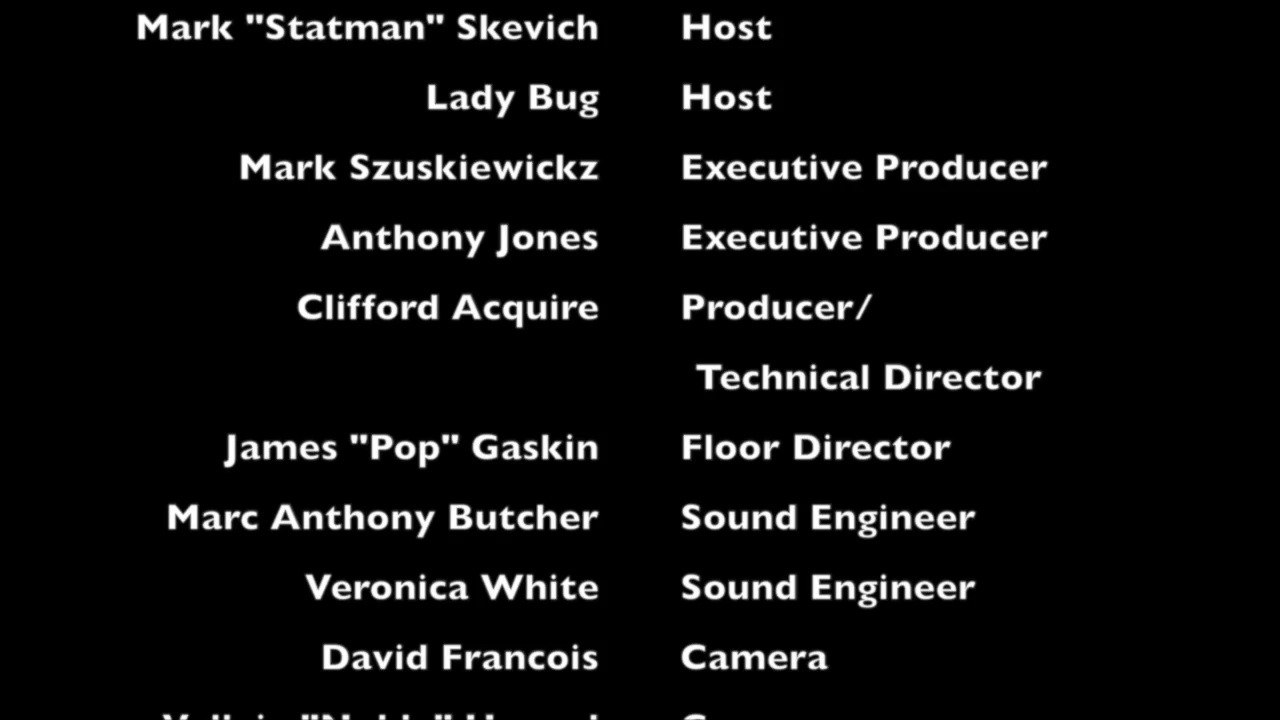 Mark "Statman" Skevich Host
Lady Bug Host
Mark Szuskiewickz Executive Producer
Anthony Jones Executive Producer
Clifford Acquire Producer/
Technical Director
James "Pop" Gaskin Floor Director
Marc Anthony Butcher Sound Engineer
Veronica White Sound Engineer
David Francois Camera